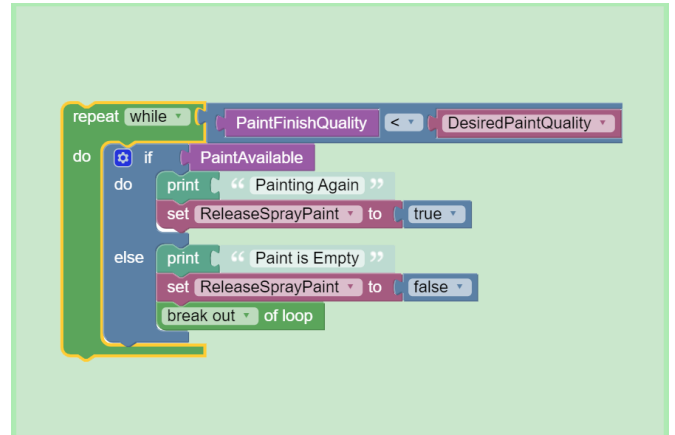 repeat while PaintFinishQuality < DesiredPaintQuality
do if PaintAvailable
do print “ Painting Again ”
set ReleaseSprayPaint to true
else print “ Paint is Empty ”
set ReleaseSprayPaint to false
break out of loop